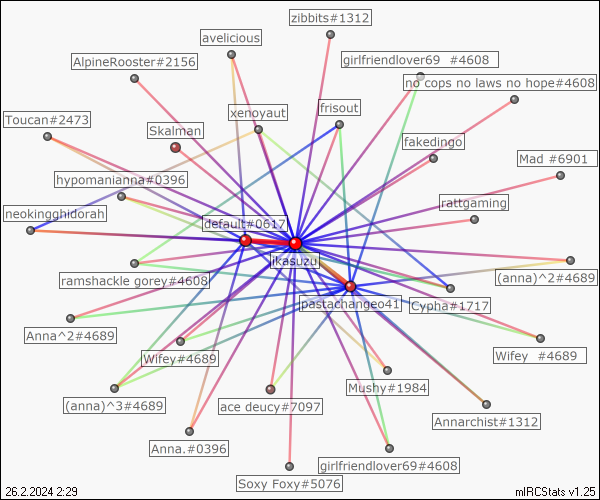 zibbits#1312
avelicious
girlfriendlover69 #4608
AlpineRooster#2156
no cops no laws no hope#4608
xenoyaut
frisout
Toucan#2473
Skalman
fakedingo
Mad #6901
hypomanianna#0396
rattgaming
neokingghidorah
default#0617
ikasuzu
ramshackle gorey#4608
(anna)^2#4689
pastachangeo41
Cypha#1717
Anna^2#4689
Wifey#4689
Wifey #4689
Mushy#1984
(anna)^3#4689
ace deucy#7097
Annarchist#1312
Anna.#0396
girlfriendlover69#4608
Soxy Foxy#5076
26.2.2024 2:29
mIRCStats v1.25